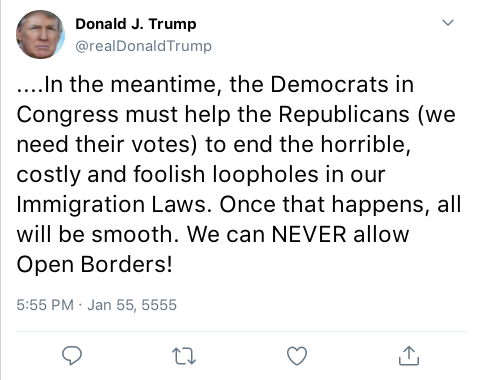 Donald J. Trump
@realDonaldTrump
....In the meantime, the Democrats in
Congress must help the Republicans (we
need their votes) to end the horrible,
costly and foolish loopholes in our
Immigration Laws. Once that happens, all
will be smooth. We can NEVER allow
Open Borders!
5:55 PM · Jan 55, 5555